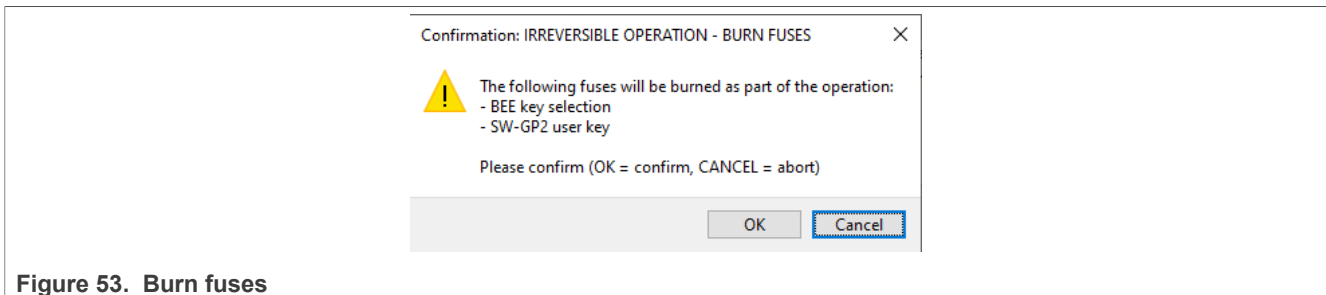 Confirmation: IRREVERSIBLE OPERATION - BURN FUSES
The following fuses will be burned as part of the operation:
- BEE key selection
- SW-GP2 user key
Please confirm (OK = confirm, CANCEL = abort)
OK Cancel
Figure 53. Burn fuses